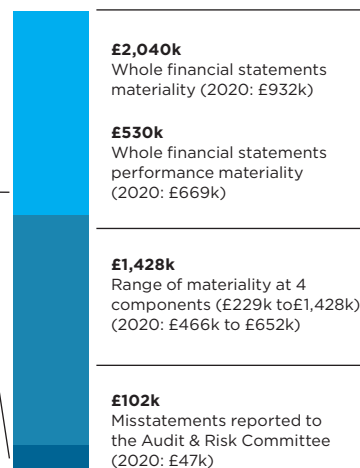 £2,040k
Whole financial statements
materiality (2020: £932k)
£530k
Whole financial statements
performance materiality
(2020: £669k)
£1,428k
Range of materiality at 4
components (£229k to£1,428k)
(2020: £466k to £652k)
£102k
Misstatements reported to
the Audit & Risk Committee
(2020: £47k)